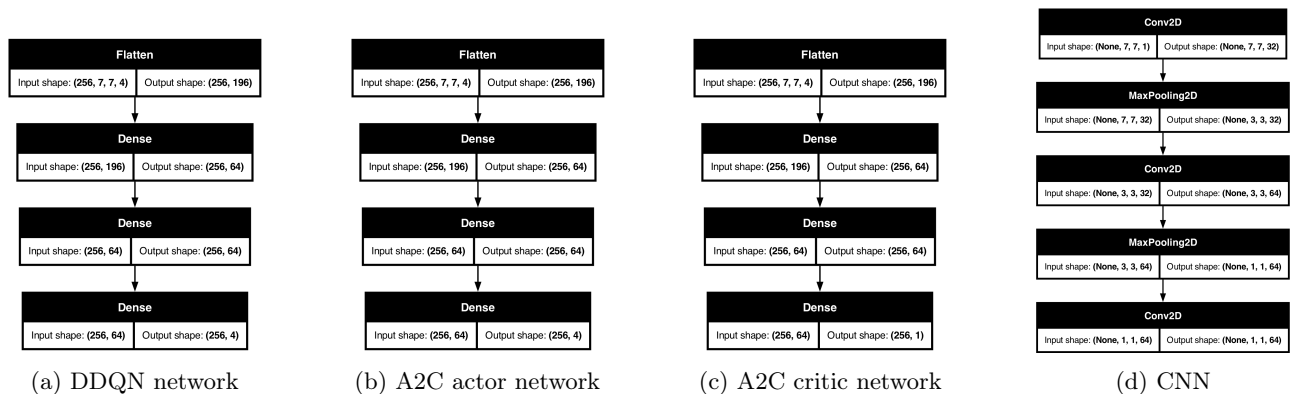 Flatten
Input shape: (256, 7, 7, 4) Output shape: (256, 196)
Dense
Input shape: (256, 196) Output shape: (256, 64)
Dense
Input shape: (256, 64) Output shape: (256, 64)
Dense
Input shape: (256, 64) Output shape: (256, 4)
(a) DDQN network
Flatten
Input shape: (256, 7, 7, 4) Output shape: (256, 196)
Dense
Input shape: (256, 196) Output shape: (256, 64)
Dense
Input shape: (256, 64) Output shape: (256, 64)
Dense
Input shape: (256, 64) Output shape: (256, 4)
(b) A2C actor network
Flatten
Input shape: (256, 7, 7, 4) Output shape: (256, 196)
Dense
Input shape: (256, 196) Output shape: (256, 64)
Dense
Input shape: (256, 64) Output shape: (256, 64)
Dense
Input shape: (256, 64) Output shape: (256, 1)
(c) A2C critic network
Conv2D
Input shape: (None, 7, 7, 1) Output shape: (None, 7, 7, 32)
MaxPooling2D
Input shape: (None, 7, 7, 32) Output shape: (None, 3, 3, 32)
Conv2D
Input shape: (None, 3, 3, 32) Output shape: (None, 3, 3, 64)
MaxPooling2D
Input shape: (None, 3, 3, 64) Output shape: (None, 1, 1, 64)
Conv2D
Input shape: (None, 1, 1, 64) Output shape: (None, 1, 1, 64)
(d) CNN